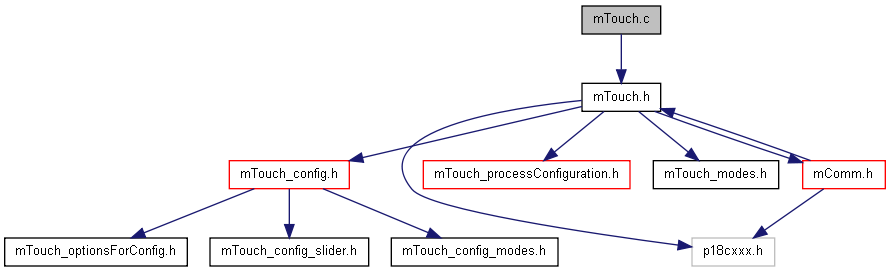 mTouch.c
mTouch.h
mTouch_config.h
mTouch_processConfiguration.h
mTouch_modes.h
mComm.h
mTouch_optionsForConfig.h
mTouch_config_slider.h
mTouch_config_modes.h
p18cxxx.h